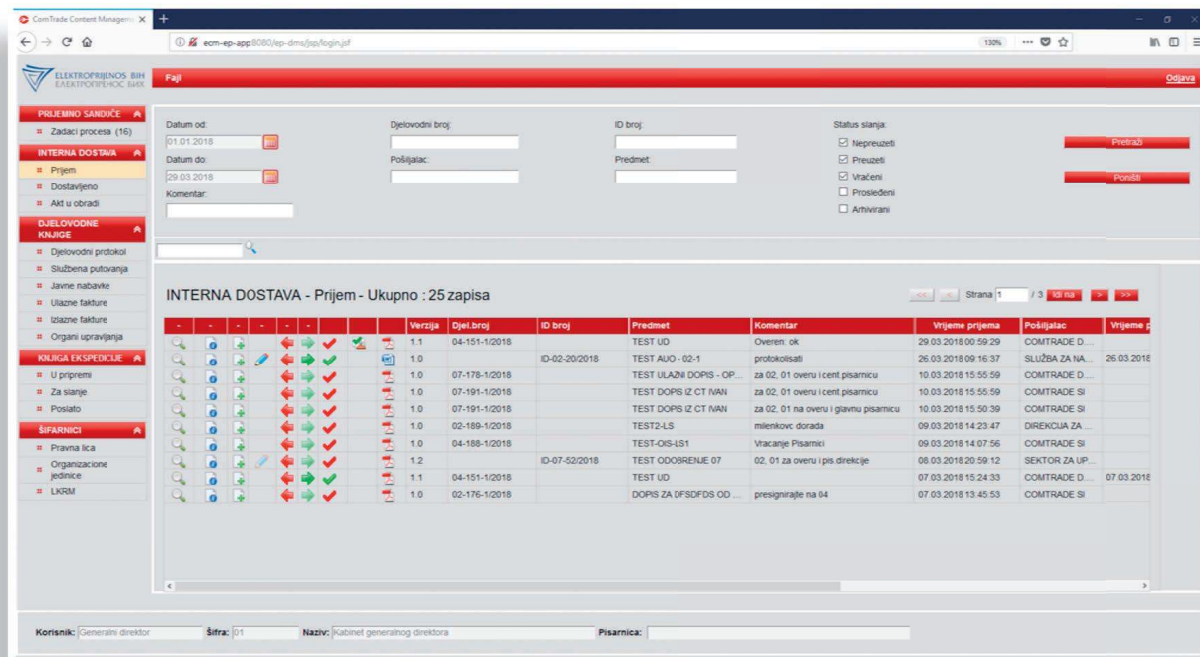 ComTrade Content Manageme
ecm-ep-app:8080/ep-dms/jsp/login.jsf
130%
ELEKTROPRIJINOS BIH
ЕЛЕКТРОПРЕНОС БИХ
Fajl
Odjava
PRIJEMNO SANDIČE
Zadaci procesa (16)
INTERNA DOSTAVA
Prijem
Dostavljeno
Akt u obradi
DJELOVODNE
KNJIGE
Djelovodni prdtokol
Službena putovanja
Javne nabavke
Ulazne fakture
Izlazne fakture
Organi upravljanja
KNJIGA EKSPEDICIJE
U pripremi
Za slanje
Poslato
ŠIFARNICI
Pravna lica
Organizacione
jedinice
LKRM
Datum od:
01.01.2018
Datum do:
29.03.2018
Komentar:
Djelovodni broj:
Pošiljalac:
ID broj:
Predmet:
Status slanja:
Nepreuzeti
Preuzeti
Vraćeni
Prosleđeni
Arhivirani
Pretraži
Poništi
INTERNA DOSTAVA - Prijem - Ukupno : 25 zapisa
<< < Strana 1 / 3 Idi na > >>
- - - - - - Verzija Djel.broj ID broj Predmet Komentar Vrijeme prijema Pošiljalac Vrijeme p
1.1 04-151-1/2018 TEST UD Overen: ok 29.03.2018 00:59:29 COMTRADE D....
1.0 ID-02-20/2018 TEST AUO - 02-1 protokolisati 26.03.2018 09:16:37 SLUŽBA ZA NA... 26.03.2018
1.0 07-178-1/2018 TEST ULAZNI DOPIS - OP... za 02, 01 overu i cent.pisarnicu 10.03.2018 15:55:59 COMTRADE D....
1.0 07-191-1/2018 TEST DOPIS IZ CT IVAN za 02, 01 overu i cent.pisarnicu 10.03.2018 15:55:59 COMTRADE SI
1.0 07-191-1/2018 TEST DOPIS IZ CT IVAN za 02, 01 na overu i glavnu pisarnicu 10.03.2018 15:50:39 COMTRADE SI
1.0 02-189-1/2018 TEST2-LS milenkovc dorada 09.03.2018 14:23:47 DIREKCIJA ZA ...
1.0 04-188-1/2018 TEST-OIS-LS1 Vracanje Pisarnici 09.03.2018 14:07:56 COMTRADE SI
1.2 ID-07-52/2018 TEST ODOBRENJE 07 02, 01 za overu i pis.direkcije 08.03.2018 20:59:12 SEKTOR ZA UP...
1.1 04-151-1/2018 TEST UD 07.03.2018 15:24:33 COMTRADE D.... 07.03.2018
1.0 02-176-1/2018 DOPIS ZA DFSDFDS OD ... presignirajte na 04 07.03.2018 13:45:53 COMTRADE SI
Korisnik: Generalni direktor Šifra: 01 Naziv: Kabinet generalnog direktora Pisarnica: